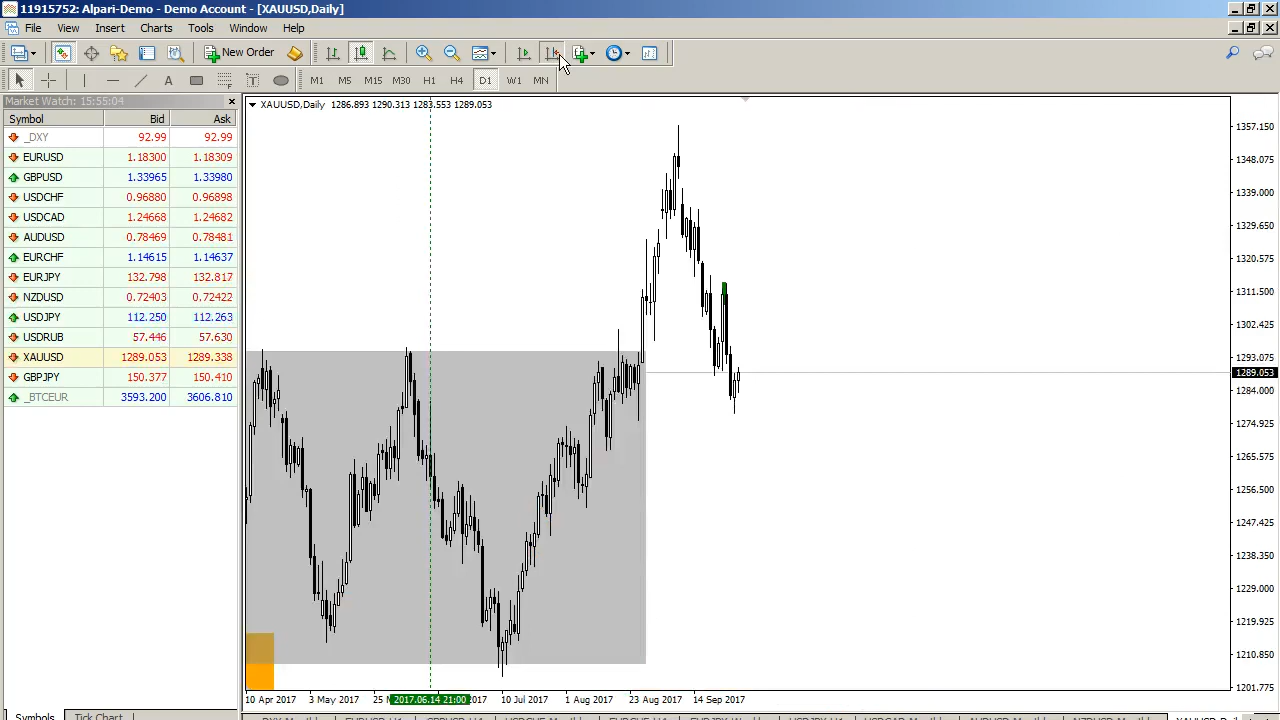 11915752: Alpari-Demo - Demo Account - [XAUUSD,Daily]
File View Insert Charts Tools Window Help
New Order
A T M1 M5 M15 M30 H1 H4 D1 W1 MN
Market Watch: 15:55:04
Symbol Bid Ask
_DXY 92.99 92.99
EURUSD 1.18300 1.18309
GBPUSD 1.33965 1.33980
USDCHF 0.96880 0.96898
USDCAD 1.24668 1.24682
AUDUSD 0.78469 0.78481
EURCHF 1.14615 1.14637
EURJPY 132.798 132.817
NZDUSD 0.72403 0.72422
USDJPY 112.250 112.263
USDRUB 57.446 57.630
XAUUSD 1289.053 1289.338
GBPJPY 150.377 150.410
_BTCEUR 3593.200 3606.810
Symbols Tick Chart
XAUUSD,Daily 1286.893 1290.313 1283.553 1289.053
1357.150
1348.075
1339.000
1329.650
1320.575
1311.500
1302.425
1293.075
1289.053
1284.000
1274.925
1265.575
1256.500
1247.425
1238.350
1229.000
1219.925
1210.850
1201.775
10 Apr 2017 3 May 2017 25 2017.06.14 21:00 2017 10 Jul 2017 1 Aug 2017 23 Aug 2017 14 Sep 2017